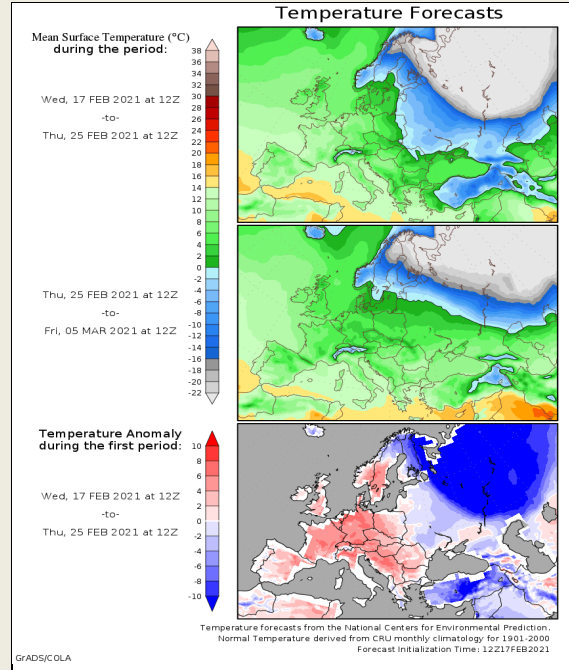 Temperature Forecasts
Mean Surface Temperature (°C)
during the period:
38
36
34
32
30
28
26
24
22
20
18
16
14
12
10
8
6
4
2
0
-2
-4
-6
-8
-10
-12
-14
-16
-18
-20
-22
Wed, 17 FEB 2021 at 12Z
-to-
Thu, 25 FEB 2021 at 12Z
Thu, 25 FEB 2021 at 12Z
-to-
Fri, 05 MAR 2021 at 12Z
Temperature Anomaly
during the first period:
10
8
6
4
2
0
-2
-4
-6
-8
-10
Wed, 17 FEB 2021 at 12Z
-to-
Thu, 25 FEB 2021 at 12Z
Temperature forecasts from the National Centers for Environmental Prediction.
Normal Temperature derived from CRU monthly climatology for 1901-2000
Forecast Initialization Time: 12Z17FEB2021
GrADS/COLA